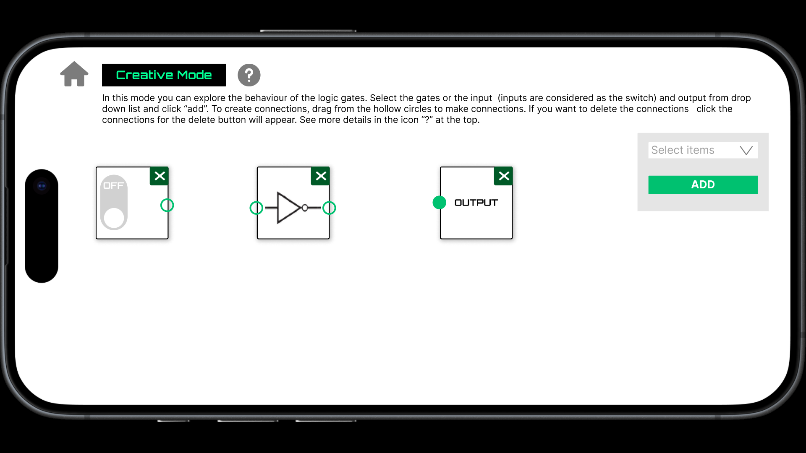 Creative Mode
?
In this mode you can explore the behaviour of the logic gates. Select the gates or the input (inputs are considered as the switch) and output from drop
down list and click “add”. To create connections, drag from the hollow circles to make connections. If you want to delete the connections click the
connections for the delete button will appear. See more details in the icon “?” at the top.
Select items
ADD
OFF
OUTPUT